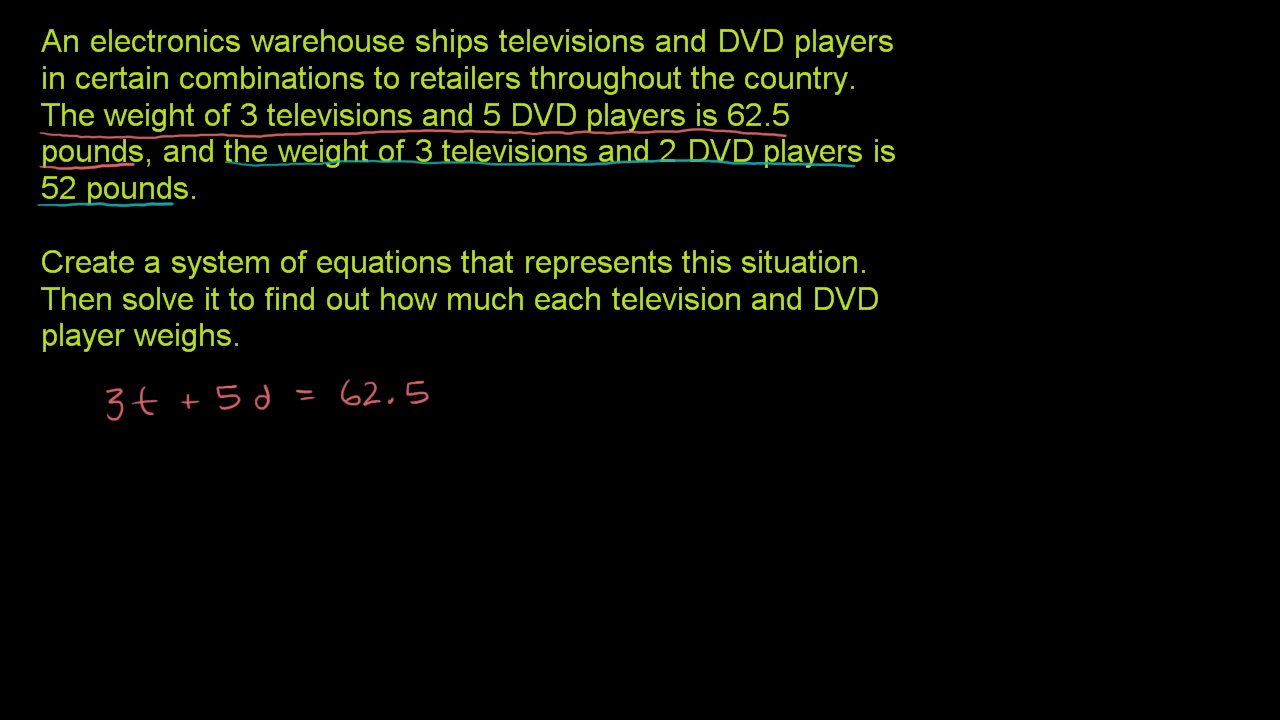 An electronics warehouse ships televisions and DVD players
in certain combinations to retailers throughout the country.
The weight of 3 televisions and 5 DVD players is 62.5
pounds, and the weight of 3 televisions and 2 DVD players is
52 pounds.
Create a system of equations that represents this situation.
Then solve it to find out how much each television and DVD
player weighs.
3t + 5d = 62.5